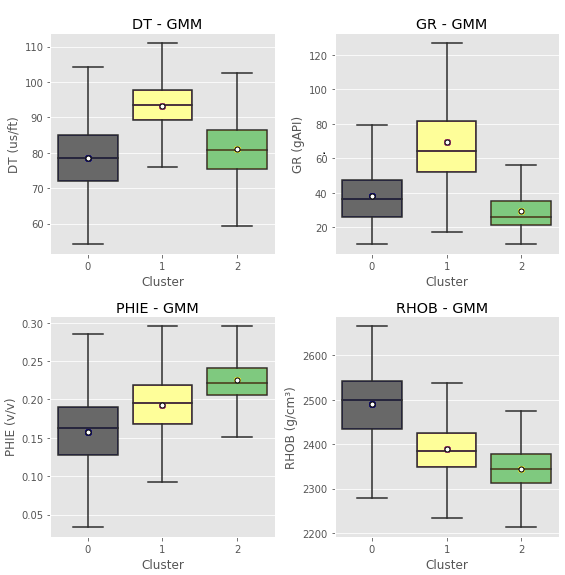 DT - GMM
DT (us/ft)
110
100
90
80
70
60
0 1 2
Cluster
GR - GMM
GR (gAPI)
120
100
80
60
40
20
0 1 2
Cluster
PHIE - GMM
PHIE (v/v)
0.30
0.25
0.20
0.15
0.10
0.05
0 1 2
Cluster
RHOB - GMM
RHOB (g/cm³)
2600
2500
2400
2300
2200
0 1 2
Cluster